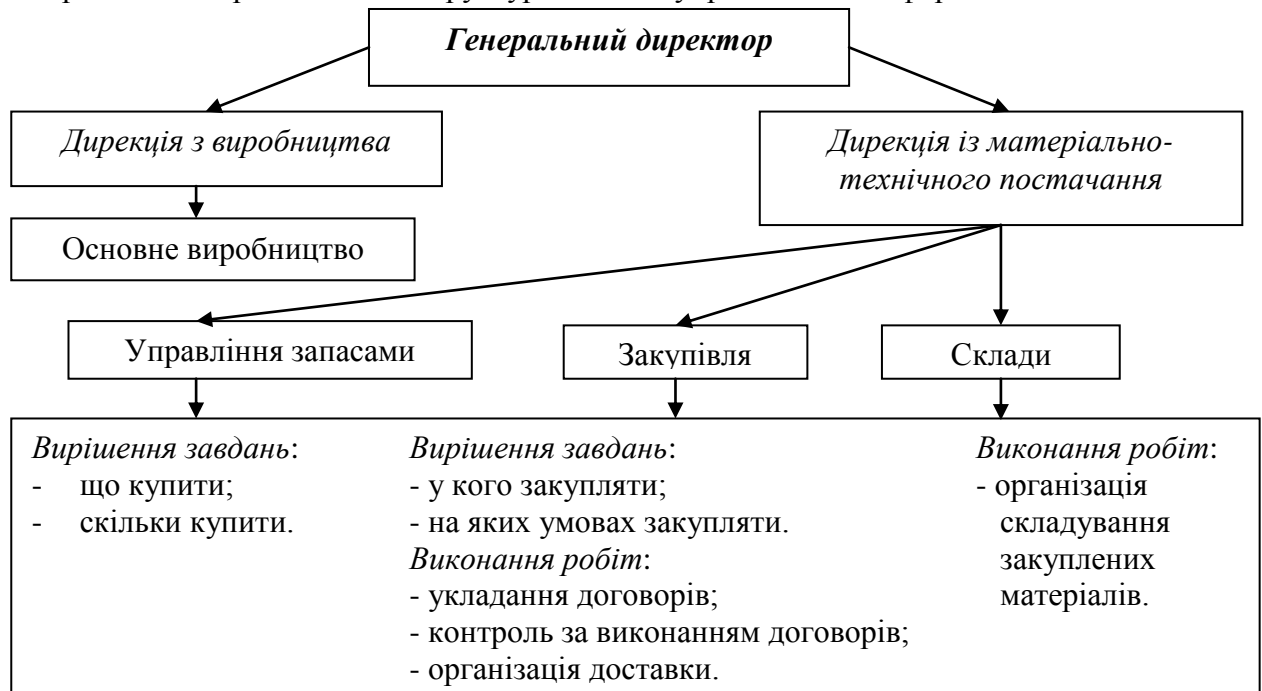 Генеральний директор
Дирекція з виробництва
Дирекція із матеріально-
технічного постачання
Основне виробництво
Управління запасами
Закупівля
Склади
Вирішення завдань:
- що купити;
- скільки купити.
Вирішення завдань:
- у кого закупляти;
- на яких умовах закупляти.
Виконання робіт:
- укладання договорів;
- контроль за виконанням договорів;
- організація доставки.
Виконання робіт:
- організація
складування
закуплених
матеріалів.